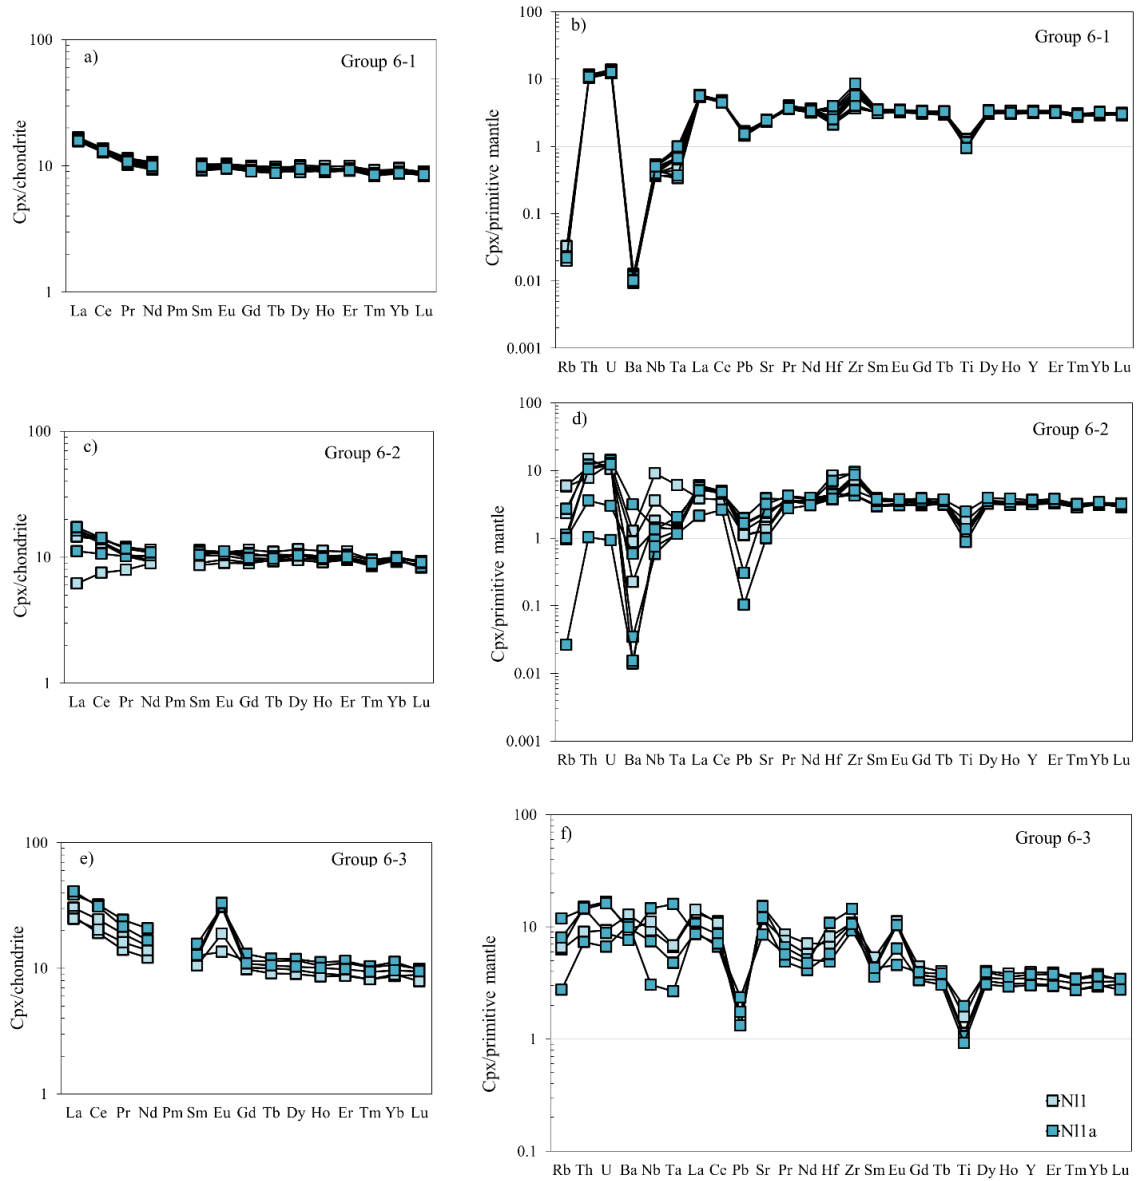 a)
Group 6-1
Cpx/chondrite
100
10
1
La Ce Pr Nd Pm Sm Eu Gd Tb Dy Ho Er Tm Yb Lu
b)
Group 6-1
Cpx/primitive mantle
100
10
1
0.1
0.01
0.001
Rb Th U Ba Nb Ta La Ce Pb Sr Pr Nd Hf Zr Sm Eu Gd Tb Ti Dy Ho Y Er Tm Yb Lu
c)
Group 6-2
Cpx/chondrite
100
10
1
La Ce Pr Nd Pm Sm Eu Gd Tb Dy Ho Er Tm Yb Lu
d)
Group 6-2
Cpx/primitive mantle
100
10
1
0.1
0.01
0.001
Rb Th U Ba Nb Ta La Ce Pb Sr Pr Nd Hf Zr Sm Eu Gd Tb Ti Dy Ho Y Er Tm Yb Lu
e)
Group 6-3
Cpx/chondrite
100
10
1
La Ce Pr Nd Pm Sm Eu Gd Tb Dy Ho Er Tm Yb Lu
f)
Group 6-3
Cpx/primitive mantle
100
10
1
0.1
Rb Th U Ba Nb Ta La Ce Pb Sr Pr Nd Hf Zr Sm Eu Gd Tb Ti Dy Ho Y Er Tm Yb Lu
Nl1
Nl1a